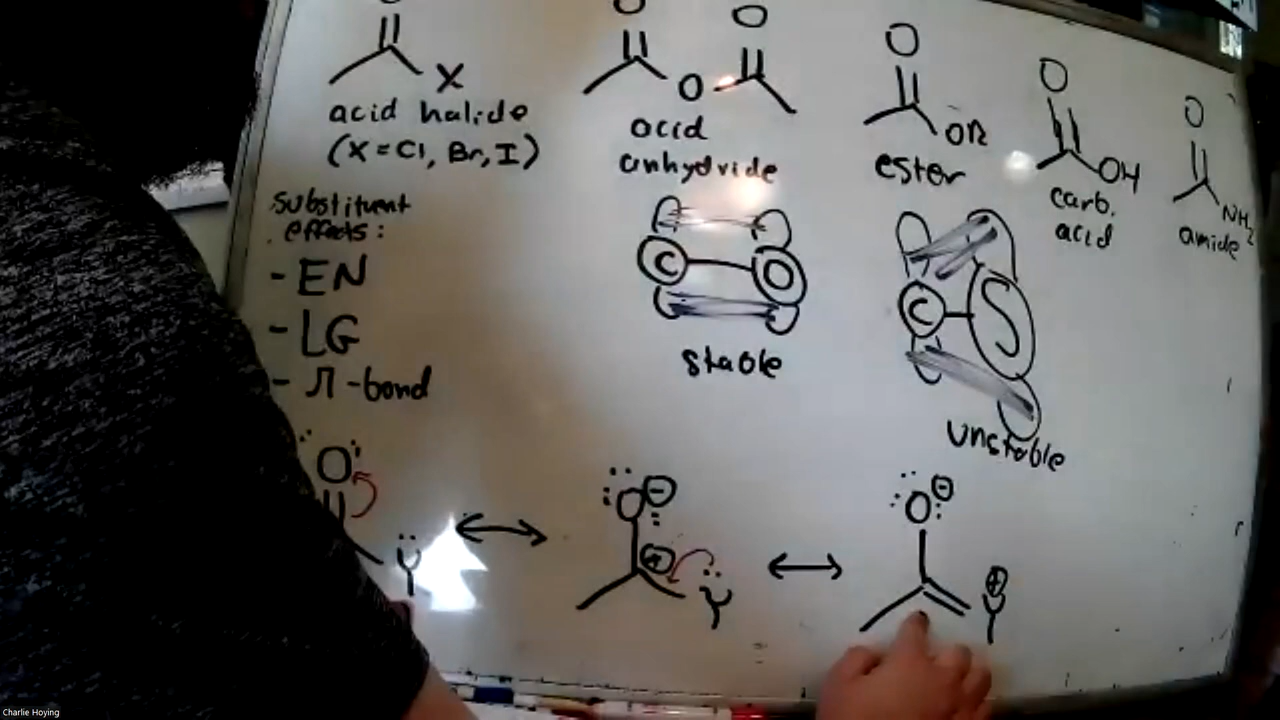 O
X
acid halide
(X = Cl, Br, I)
O O
O
acid
anhydride
O
OR
ester
O
OH
carb.
acid
O
NH2
amide
substituent
effects:
- EN
- LG
- π-bond
C O
stable
C S
unstable
O
Y
O ⊖
⊕
Y
O ⊖
⊕
Y
Charlie Hoying